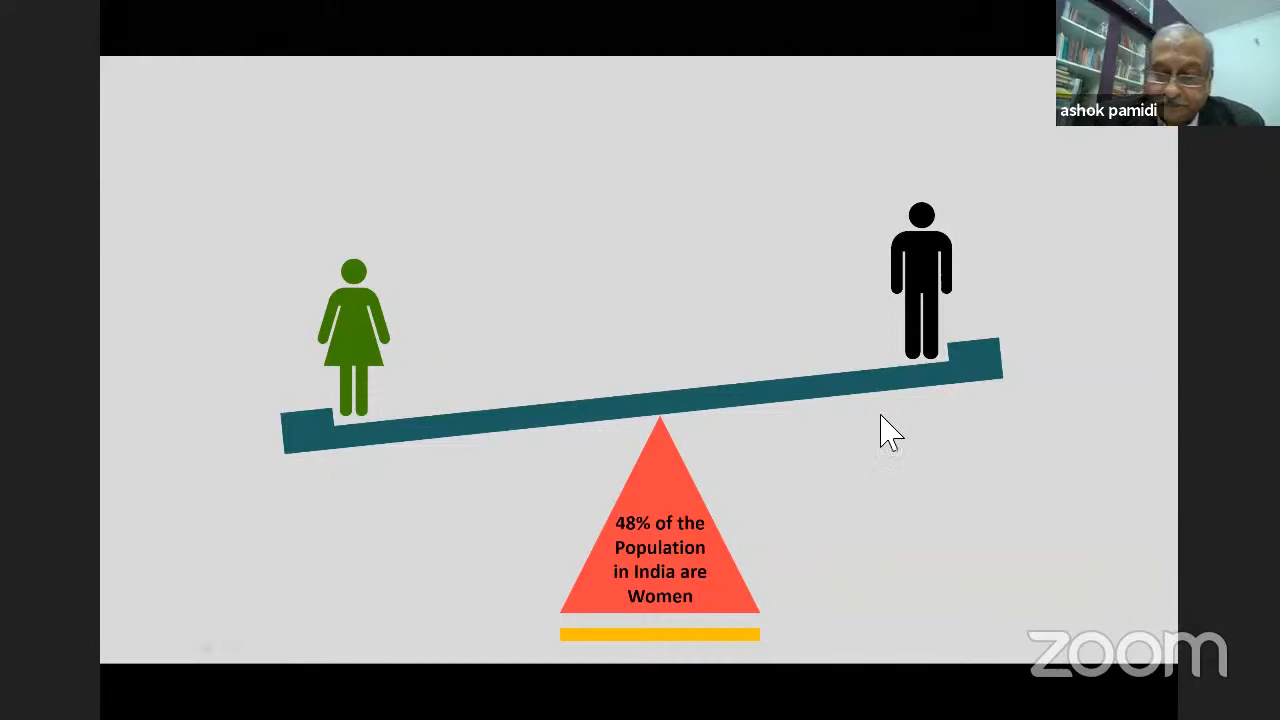 ashok pamidi
48% of the
Population
in India are
Women
zoom